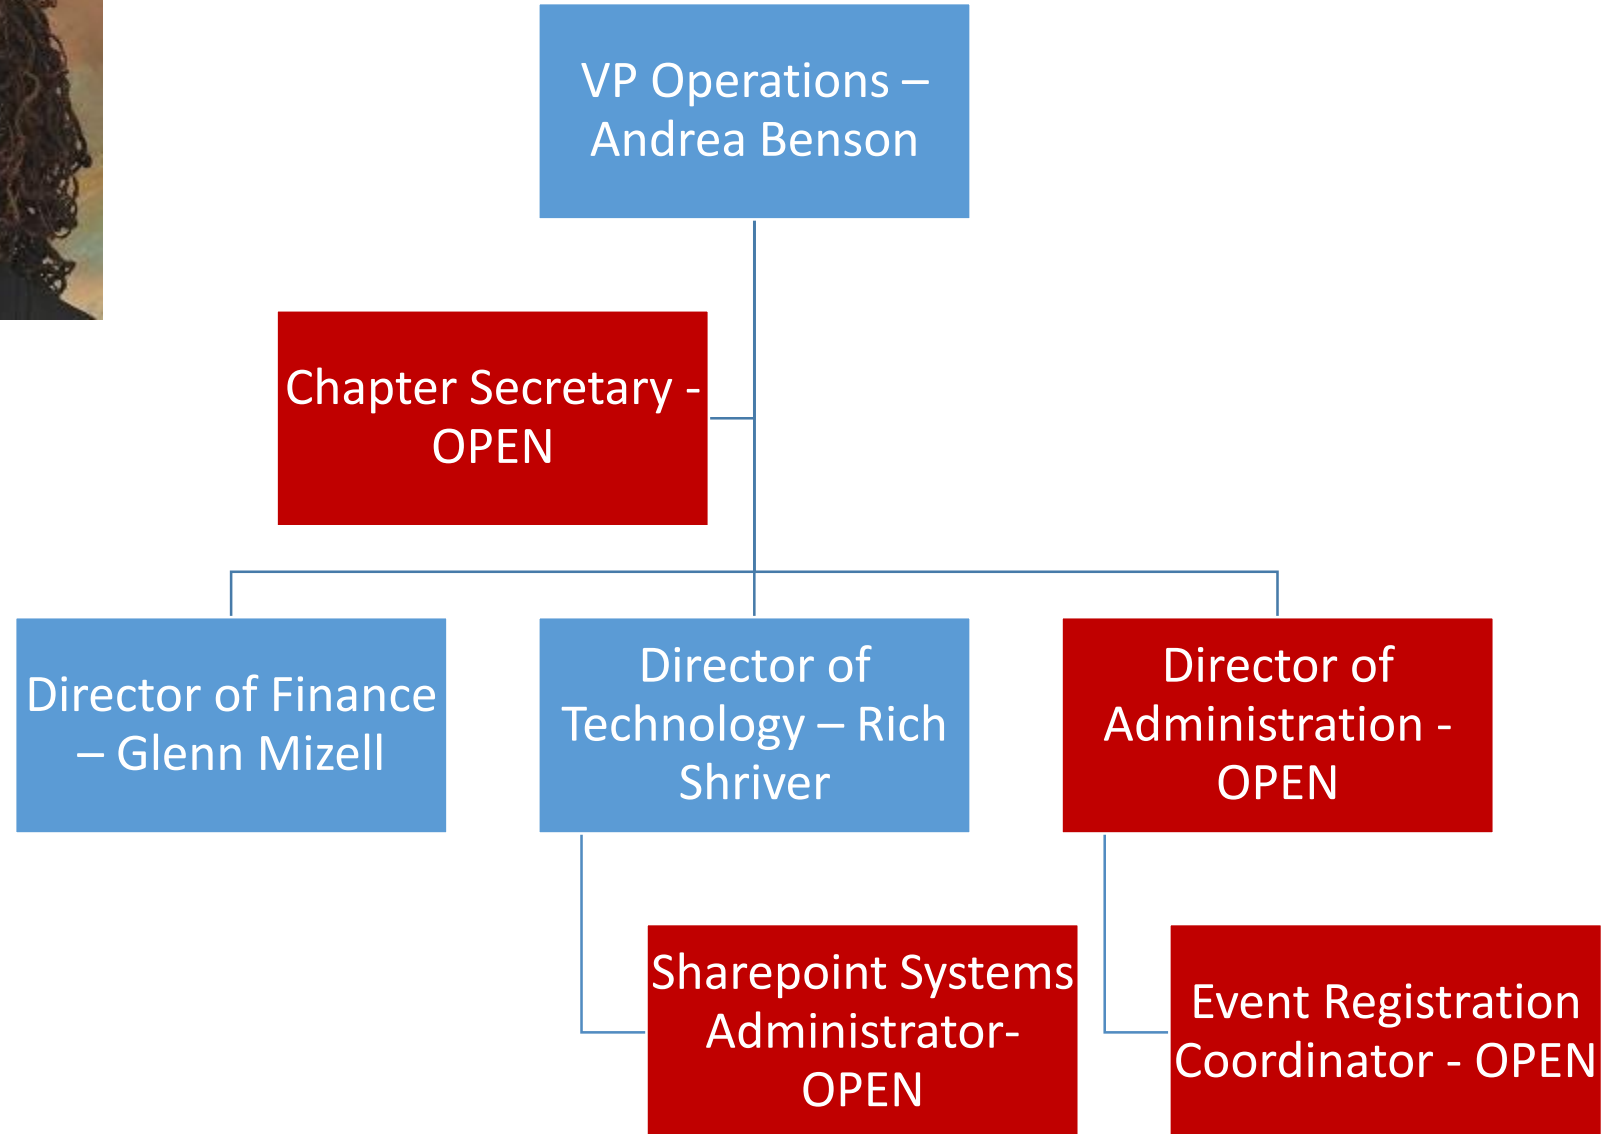 VP Operations –
Andrea Benson
Chapter Secretary -
OPEN
Director of Finance
– Glenn Mizell
Director of
Technology – Rich
Shriver
Director of
Administration -
OPEN
Sharepoint Systems
Administrator-
OPEN
Event Registration
Coordinator - OPEN